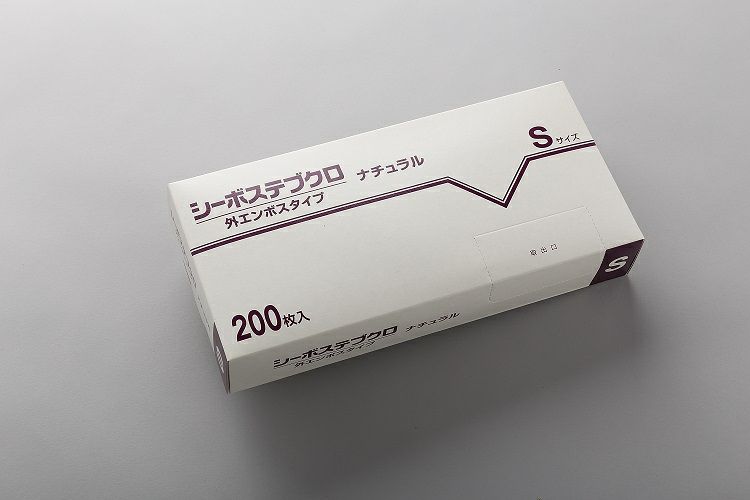 シーボステブクロ ナチュラル
外エンボスタイプ
Sサイズ
取出口
200枚入
シーボステブクロ ナチュラル
外エンボスタイプ
S